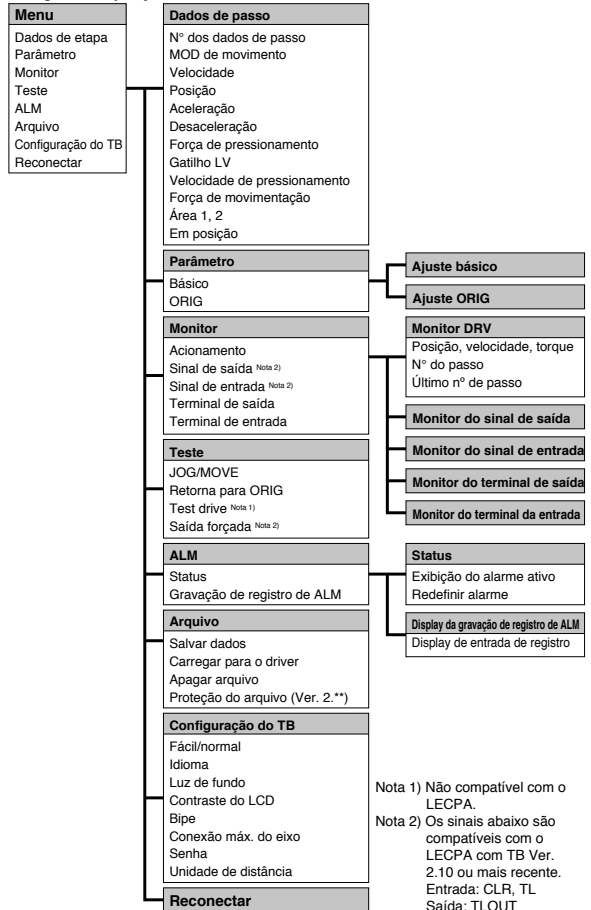 Menu
Dados de etapa
Parâmetro
Monitor
Teste
ALM
Arquivo
Configuração do TB
Reconectar
Dados de passo
N° dos dados de passo
MOD de movimento
Velocidade
Posição
Aceleração
Desaceleração
Força de pressionamento
Gatilho LV
Velocidade de pressionamento
Força de movimentação
Área 1, 2
Em posição
Parâmetro
Básico
ORIG
Ajuste básico
Ajuste ORIG
Monitor
Acionamento
Sinal de saída Nota 2)
Sinal de entrada Nota 2)
Terminal de saída
Terminal de entrada
Monitor DRV
Posição, velocidade, torque
N° do passo
Último nº de passo
Monitor do sinal de saída
Monitor do sinal de entrada
Monitor do terminal de saída
Monitor do terminal da entrada
Teste
JOG/MOVE
Retorna para ORIG
Test drive Nota 1)
Saída forçada Nota 2)
ALM
Status
Gravação de registro de ALM
Status
Exibição do alarme ativo
Redefinir alarme
Display da gravação de registro de ALM
Display de entrada de registro
Arquivo
Salvar dados
Carregar para o driver
Apagar arquivo
Proteção do arquivo (Ver. 2.**)
Configuração do TB
Fácil/normal
Idioma
Luz de fundo
Contraste do LCD
Bipe
Conexão máx. do eixo
Senha
Unidade de distância
Reconectar
Nota 1) Não compatível com o
LECPA.
Nota 2) Os sinais abaixo são
compatíveis com o
LECPA com TB Ver.
2.10 ou mais recente.
Entrada: CLR, TL
Saída: TLOUT